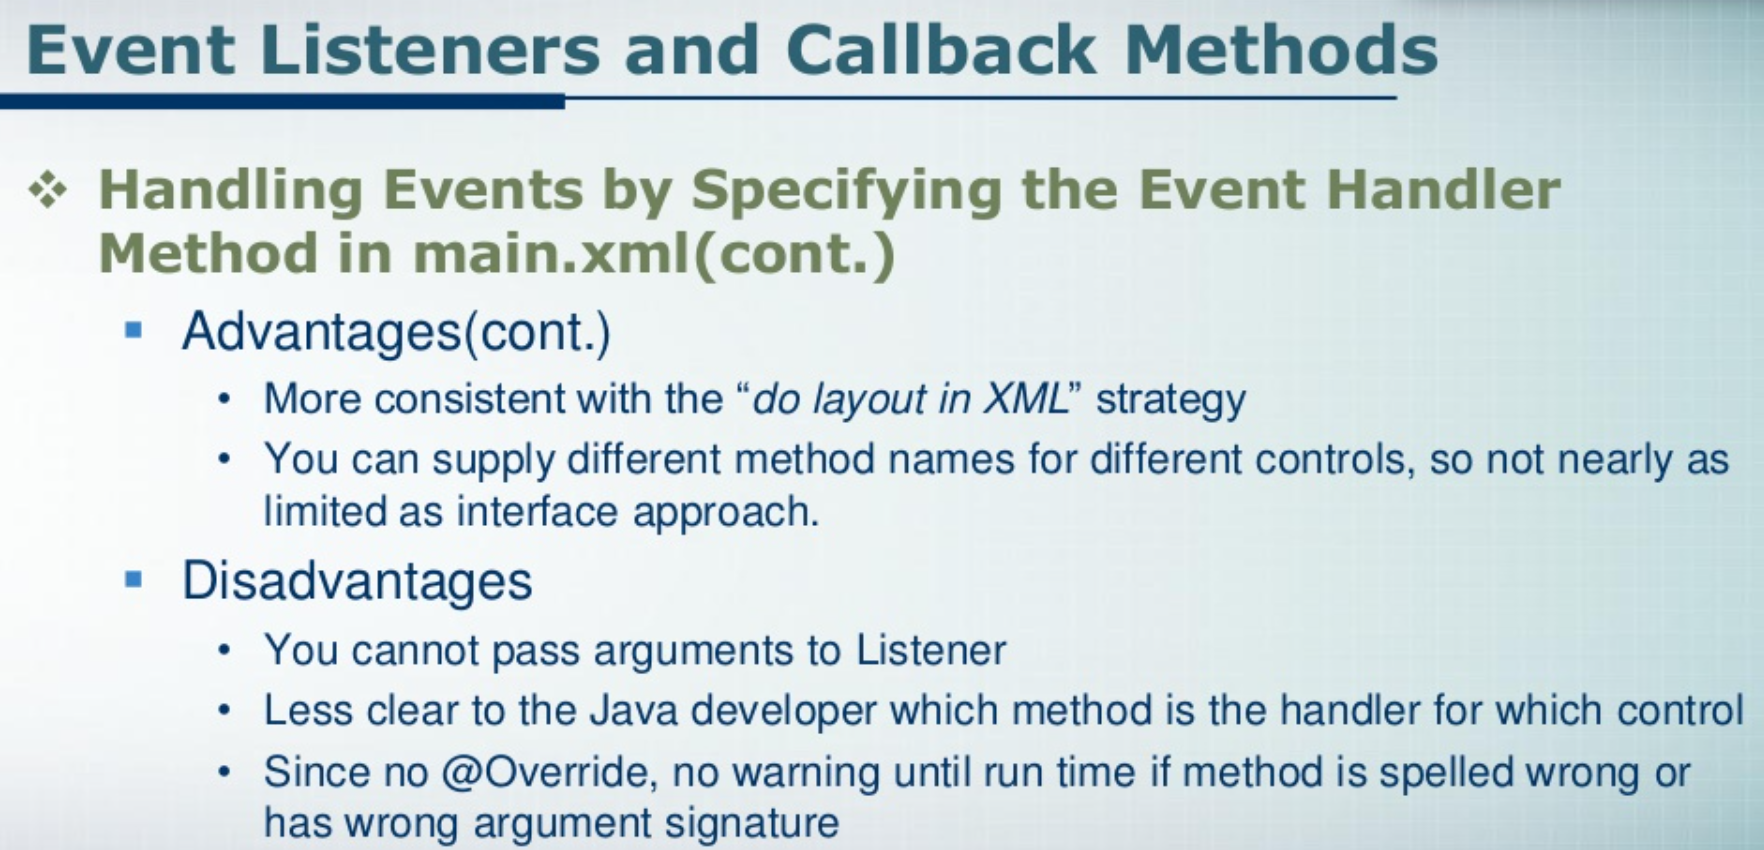 Event Listeners and Callback Methods
❖ Handling Events by Specifying the Event Handler
Method in main.xml(cont.)
▪ Advantages(cont.)
• More consistent with the “do layout in XML” strategy
• You can supply different method names for different controls, so not nearly as
limited as interface approach.
▪ Disadvantages
• You cannot pass arguments to Listener
• Less clear to the Java developer which method is the handler for which control
• Since no @Override, no warning until run time if method is spelled wrong or
has wrong argument signature